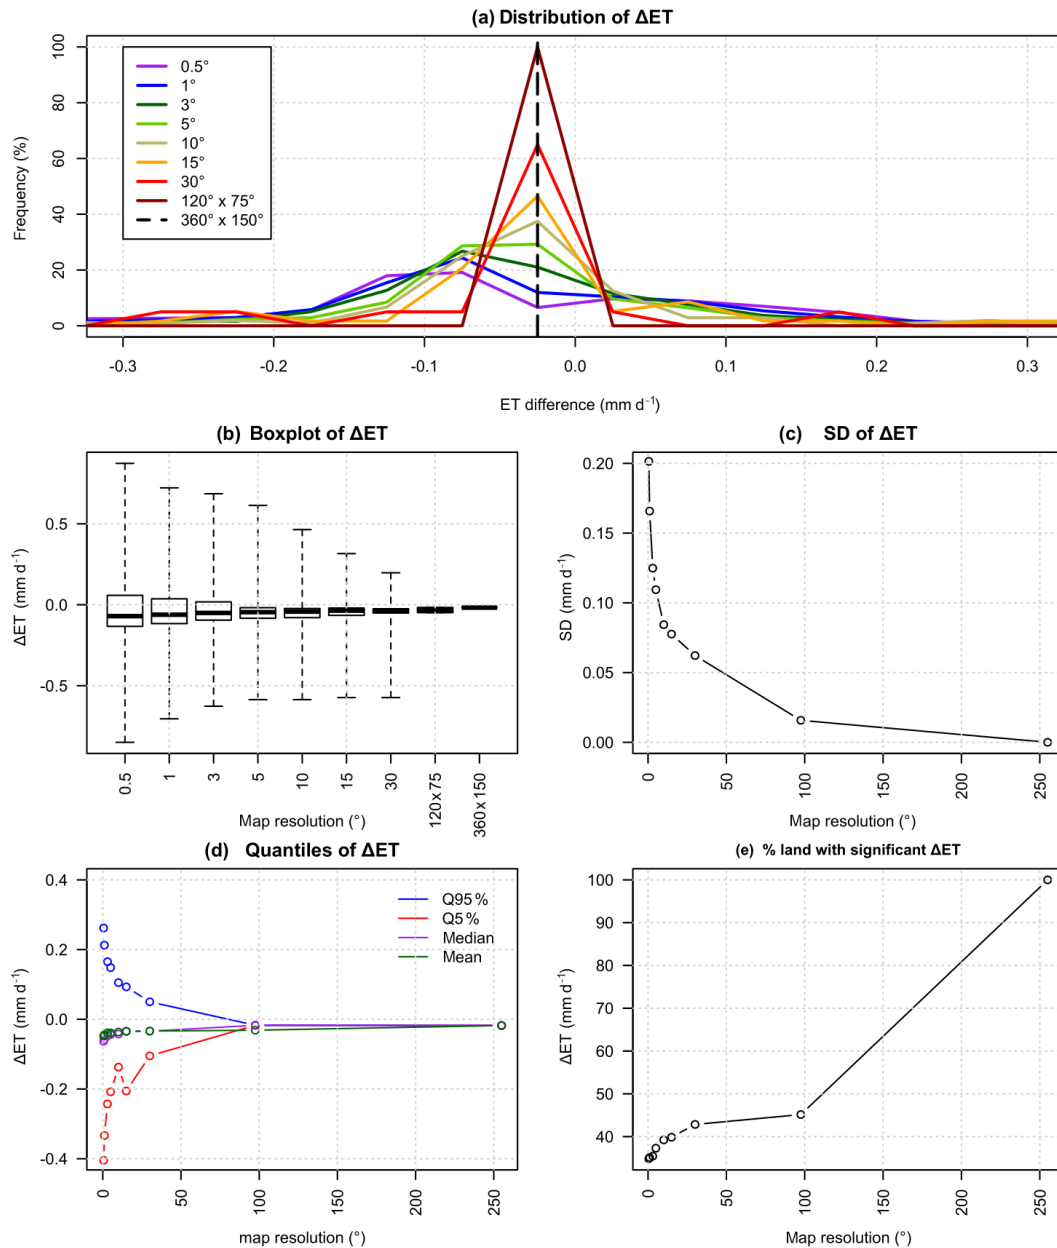 (a) Distribution of ΔET
Frequency (%)
100
80
60
40
20
0
0.5°
1°
3°
5°
10°
15°
30°
120° x 75°
360° x 150°
-0.3
-0.2
-0.1
0.0
0.1
0.2
0.3
ET difference (mm d⁻¹)
(b) Boxplot of ΔET
ΔET (mm d⁻¹)
0.5
0.0
-0.5
0.5
1
3
5
10
15
30
120 x 75
360 x 150
Map resolution (°)
(c) SD of ΔET
SD (mm d⁻¹)
0.20
0.15
0.10
0.05
0.00
0
50
100
150
200
250
Map resolution (°)
(d) Quantiles of ΔET
ΔET (mm d⁻¹)
0.4
0.2
0.0
-0.2
-0.4
Q95 %
Q5 %
Median
Mean
0
50
100
150
200
250
map resolution (°)
(e) % land with significant ΔET
ΔET (mm d⁻¹)
100
90
80
70
60
50
40
0
50
100
150
200
250
Map resolution (°)